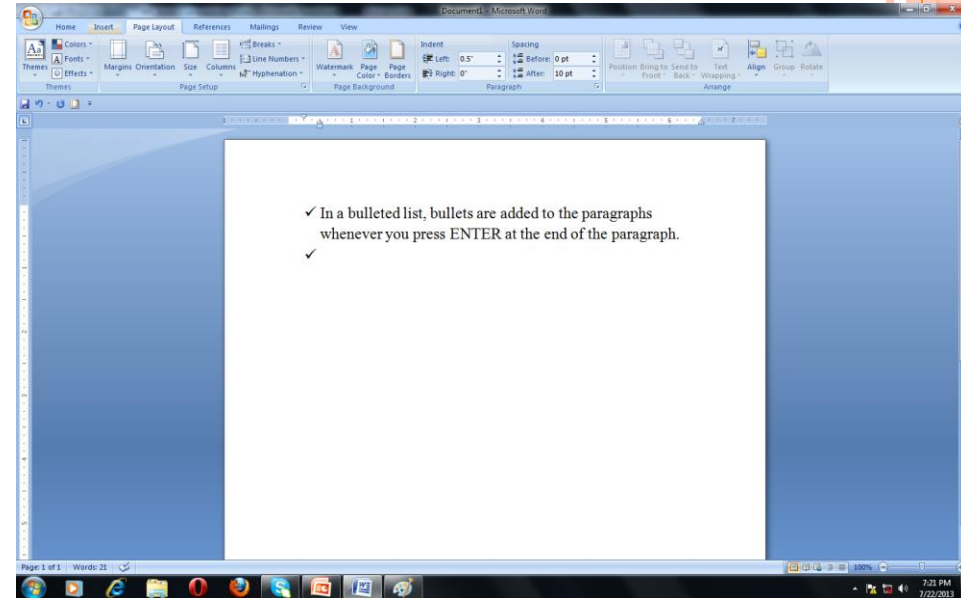 Document1 - Microsoft Word
Home Insert Page Layout References Mailings Review View
Colors Breaks Indent Spacing
Aa A Fonts Line Numbers Left: 0.5" Before: 0 pt
Themes Effects Margins Orientation Size Columns Hyphenation Watermark Page Color Page Borders Right: 0" After: 10 pt Position Bring to Front Send to Back Text Wrapping Align Group Rotate
Themes Page Setup Page Background Paragraph Arrange
✓ In a bulleted list, bullets are added to the paragraphs
whenever you press ENTER at the end of the paragraph.
✓
Page: 1 of 1 Words: 21 100%
7:21 PM
7/22/2013